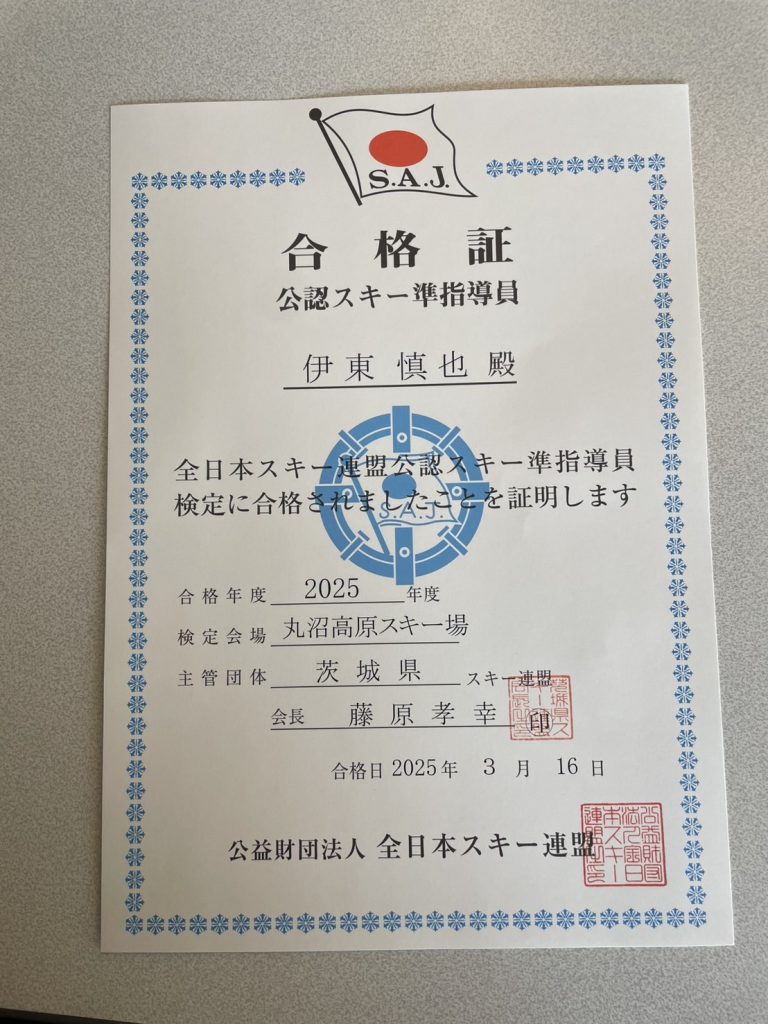 S.A.J.
合格証
公認スキー準指導員
伊東 慎也 殿
全日本スキー連盟公認スキー準指導員
検定に合格されましたことを証明します
S.A.J.
合格年度 2025 年度
検定会場 丸沼高原スキー場
主管団体 茨城県 スキー連盟
会長 藤原孝幸 印
合格日 2025年 3 月 16 日
公益財団法人 全日本スキー連盟